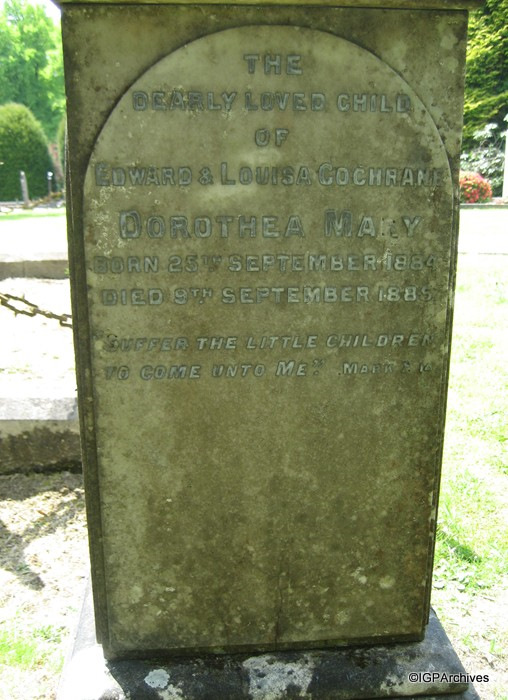 THE
DEARLY LOVED CHILD
OF
EDWARD & LOUISA COCHRANE
DOROTHEA MARY
BORN 25TH SEPTEMBER 1884
DIED 9TH SEPTEMBER 1885
"SUFFER THE LITTLE CHILDREN
TO COME UNTO ME" MARK
©IGPArchives